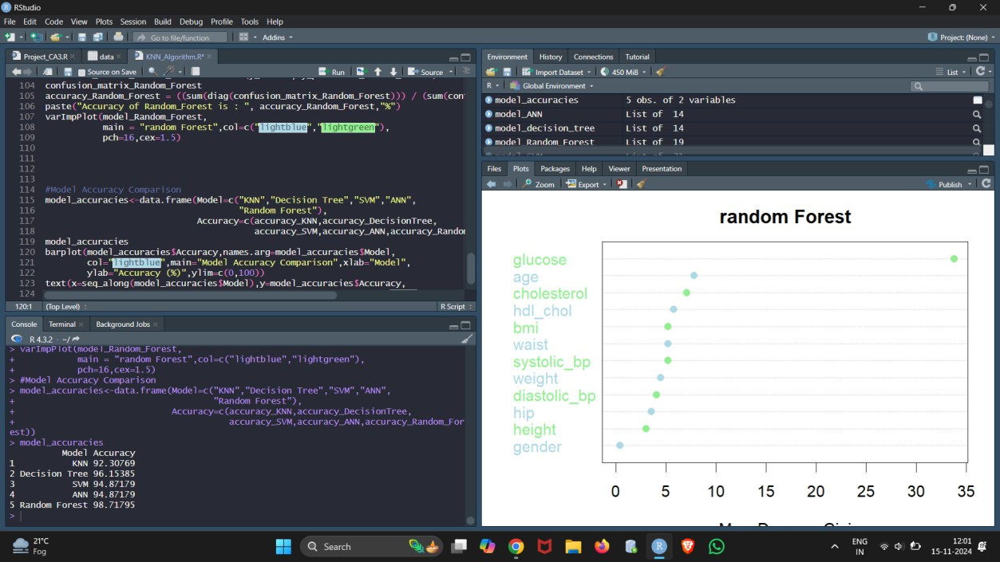 RStudio
File Edit Code View Plots Session Build Debug Profile Tools Help
Go to file/function Addins Project: (None)
Project_CA3.R data KNN_Algorithm.R*
Source on Save Run Source
104 confusion_matrix_Random_Forest
105 accuracy_Random_Forest = ((sum(diag(confusion_matrix_Random_Forest))) / (sum(con
106 paste("Accuracy of Random_Forest is : ", accuracy_Random_Forest,"%")
107 varImpPlot(model_Random_Forest,
108 main = "random Forest",col=c("lightblue","lightgreen"),
109 pch=16,cex=1.5)
110
111
112
113
114 #Model Accuracy Comparison
115 model_accuracies<-data.frame(Model=c("KNN","Decision Tree","SVM","ANN",
116 "Random Forest"),
117 Accuracy=c(accuracy_KNN,accuracy_DecisionTree,
118 accuracy_SVM,accuracy_ANN,accuracy_Rando
119 model_accuracies
120 barplot(model_accuracies$Accuracy,names.arg=model_accuracies$Model,
121 col="lightblue",main="Model Accuracy Comparison",xlab="Model",
122 ylab="Accuracy (%)",ylim=c(0,100))
123 text(x=seq_along(model_accuracies$Model),y=model_accuracies$Accuracy,
124
120:1 (Top Level) R Script
Console Terminal Background Jobs
R 4.3.2 · ~/
> varImpPlot(model_Random_Forest,
+ main = "random Forest",col=c("lightblue","lightgreen"),
+ pch=16,cex=1.5)
> #Model Accuracy Comparison
> model_accuracies<-data.frame(Model=c("KNN","Decision Tree","SVM","ANN",
+ "Random Forest"),
+ Accuracy=c(accuracy_KNN,accuracy_DecisionTree,
+ accuracy_SVM,accuracy_ANN,accuracy_Random_For
est))
> model_accuracies
Model Accuracy
1 KNN 92.30769
2 Decision Tree 96.15385
3 SVM 94.87179
4 ANN 94.87179
5 Random Forest 98.71795
>
Environment History Connections Tutorial
Import Dataset 450 MiB List
R Global Environment
model_accuracies 5 obs. of 2 variables
model_ANN List of 14
model_decision_tree List of 14
model_Random_Forest List of 19
Files Plots Packages Help Viewer Presentation
Zoom Export Publish
random Forest
glucose
age
cholesterol
hdl_chol
bmi
waist
systolic_bp
weight
diastolic_bp
hip
height
gender
0 5 10 15 20 25 30 35
21°C
Fog
Search
ENG
IN
12:01
15-11-2024